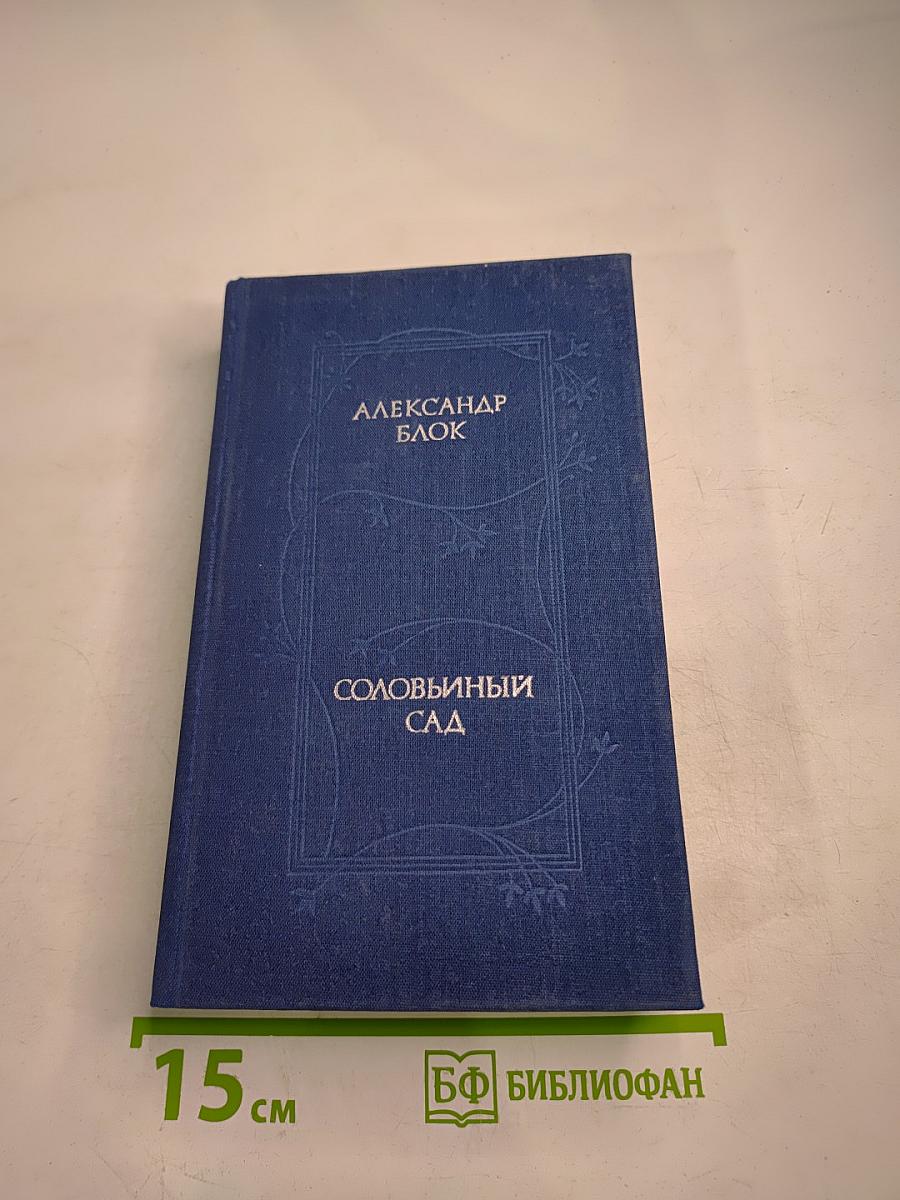 АЛЕКСАНДР
БЛОК
СОЛОВЬИНЫЙ
САД
15 см
БФ БИБЛИОФАН